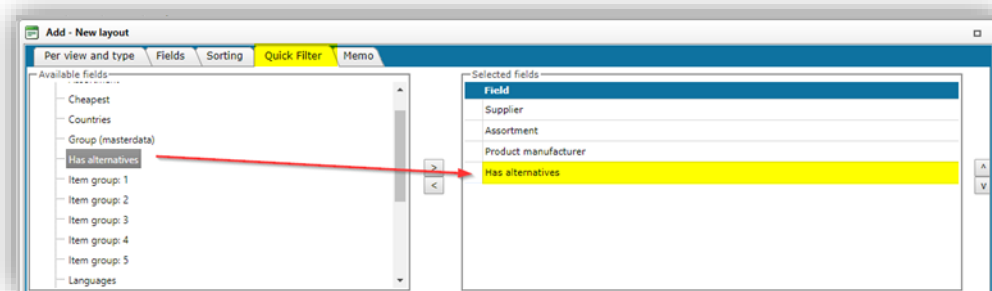 Add - New layout
Per view and type Fields Sorting Quick Filter Memo
Available fields
Cheapest
Countries
Group (masterdata)
Has alternatives
Item group: 1
Item group: 2
Item group: 3
Item group: 4
Item group: 5
Languages
>
<
Selected fields
Field
Supplier
Assortment
Product manufacturer
Has alternatives
^
v